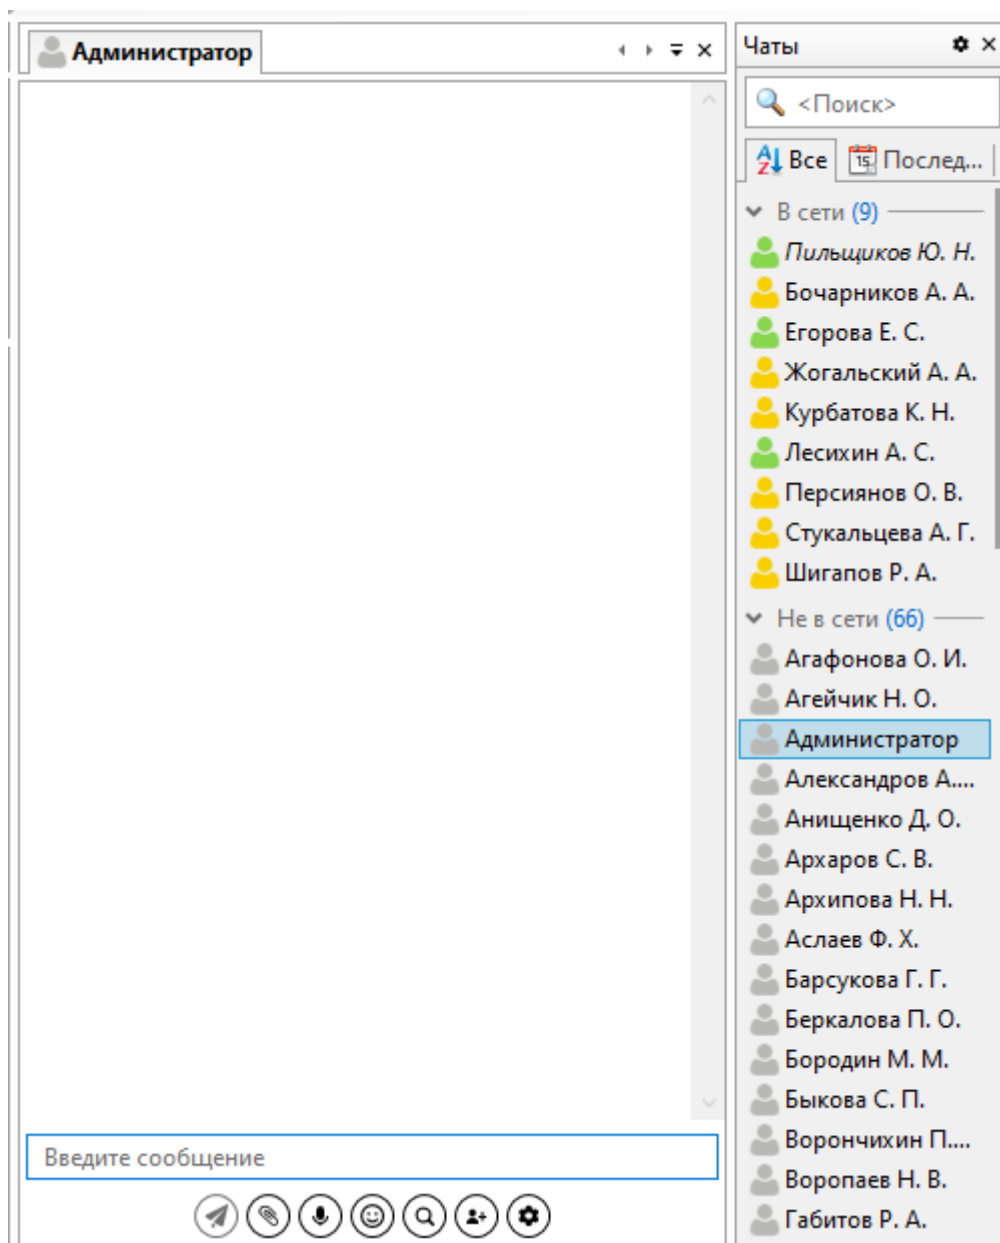 Администратор
Введите сообщение
Чаты
<Поиск>
Все
Послед...
В сети (9)
Пильщиков Ю. Н.
Бочарников А. А.
Егорова Е. С.
Жогальский А. А.
Курбатова К. Н.
Лесихин А. С.
Персиянов О. В.
Стукальцева А. Г.
Шигапов Р. А.
Не в сети (66)
Агафонова О. И.
Агейчик Н. О.
Администратор
Александров А....
Анищенко Д. О.
Архаров С. В.
Архипова Н. Н.
Аслаев Ф. Х.
Барсукова Г. Г.
Беркалова П. О.
Бородин М. М.
Быкова С. П.
Ворончихин П....
Воропаев Н. В.
Габитов Р. А.